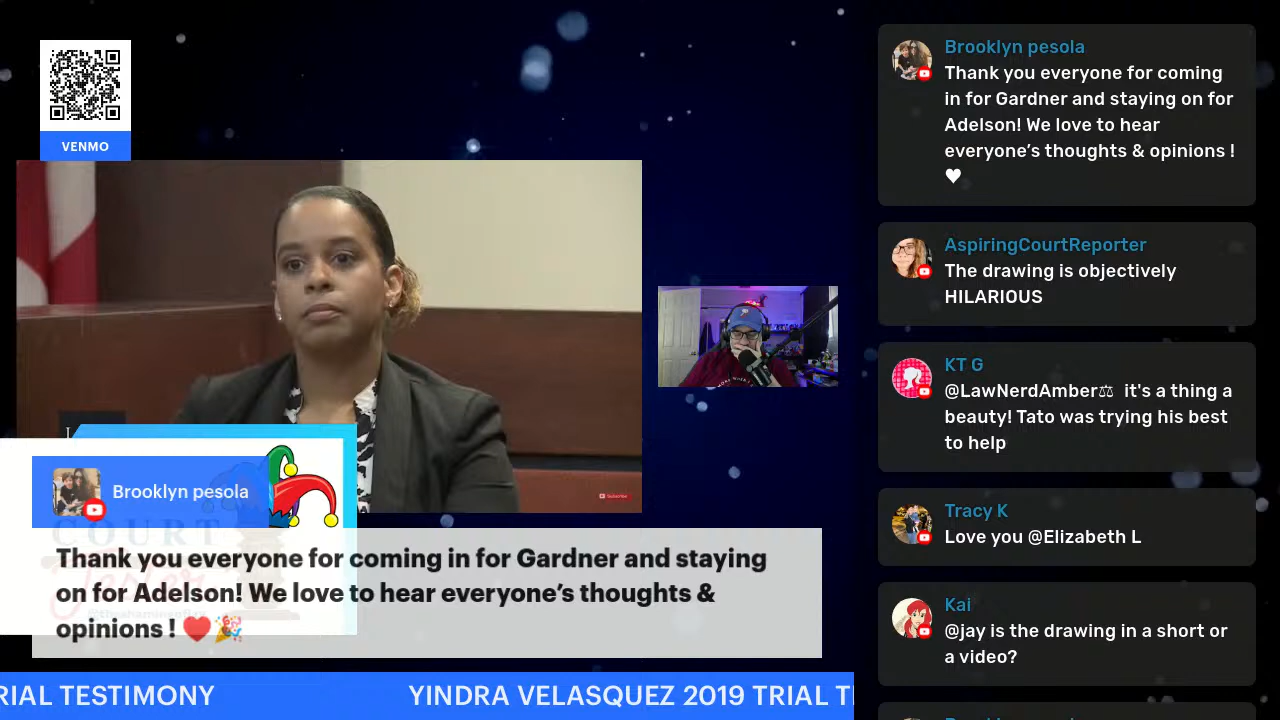 VENMO
Subscribe
Brooklyn pesola
COURT
Jester
Thank you everyone for coming in for Gardner and staying
on for Adelson! We love to hear everyone’s thoughts &
opinions ! ♥️🎉
RIAL TESTIMONY
YINDRA VELASQUEZ 2019 TRIAL T
Brooklyn pesola
Thank you everyone for coming
in for Gardner and staying on for
Adelson! We love to hear
everyone’s thoughts & opinions !
♥
AspiringCourtReporter
The drawing is objectively
HILARIOUS
KT G
@LawNerdAmber⚖ it's a thing a
beauty! Tato was trying his best
to help
Tracy K
Love you @Elizabeth L
Kai
@jay is the drawing in a short or
a video?